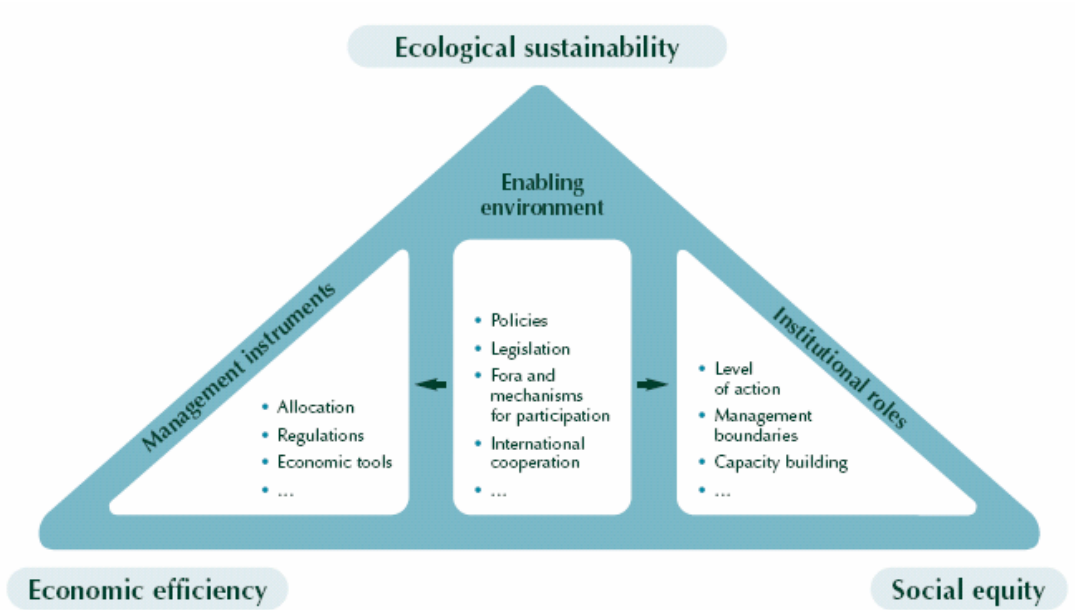 Ecological sustainability
Enabling
environment
Management instruments
• Allocation
• Regulations
• Economic tools
• ...
• Policies
• Legislation
• Fora and
mechanisms
for participation
• International
cooperation
• ...
Institutional roles
• Level
of action
• Management
boundaries
• Capacity building
• ...
Economic efficiency
Social equity